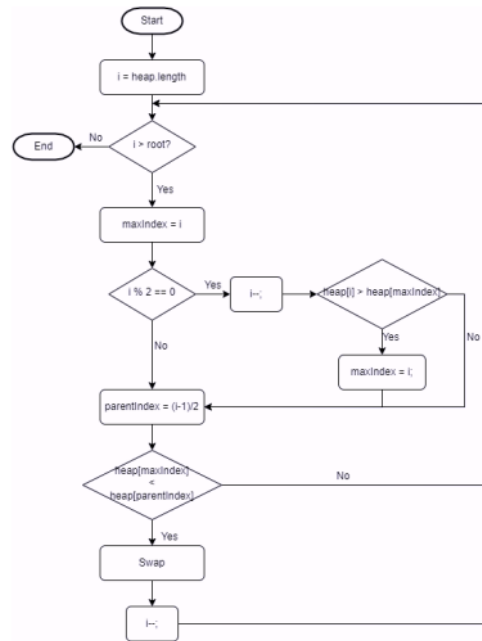 Start
i = heap.length
No
End
i > root?
Yes
maxIndex = i
i % 2 == 0
Yes
i--;
heap[i] > heap[maxIndex]
No
Yes
No
maxIndex = i;
parentIndex = (i-1)/2
heap[maxIndex]
<
heap[parentIndex]
No
Yes
Swap
i--;